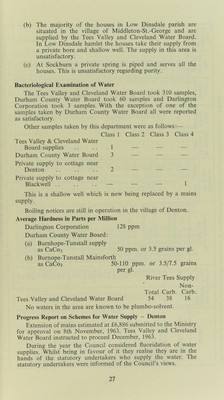 (b) The majority of the houses in Low Dinsdale parish are
situated in the village of Middleton-St.-George and are
supplied by the Tees Valley and Cleveland Water Board.
In Low Dinsdale hamlet the houses take their supply from
a private bore and shallow well. The supply in this area is
unsatisfactory.
(c) At Sockburn a private spring is piped and serves all the
houses. This is unsatisfactory regarding purity.
Bacteriological Examination of Water
The Tees Valley and Cleveland Water Board took 310 samples,
Durham County Water Board took 60 samples and Darlington
Corporation took 3 samples. With the exception of one of the
samples taken by Durham County Water Board all were reported
as satisfactory.
Other samples taken by this department were as follows:—
Class 1 Class 2 Class 3 Class 4
Tees Valley & Cleveland Water
Board supplies .. .. 1 — — —
Durham County Water Board 3 — — —
Private supply to cottage near
Denton .. .. .. 2 — — —
Private supply to cottage near
Blackwell .. .. .. — — — 1
This is a shallow well which is now being replaced by a mains
supply.
Boiling notices are still in operation in the village of Denton.
Average Hardness in Parts per Million
Darlington Corporation 128 ppm
Durham County Water Board:
(a) Burnhope-Tunstall supply
as CaCo3 50 ppm. or 3.5 grains per gl.
(b) Burnope-Tunstall Mainsforth
as CaCo3 50-110 ppm. or 3.5/7.5 grains
per gl.
River Tees Supply
Non-
Total Carb. Carb.
Tees Valley and Cleveland Water Board 54 38 16
No waters in the area are known to be plumbo-solvent.
Progress Report on Schemes for Water Supply – Denton
Extension of mains estimated at £6,886 submitted to the Ministry
for approval on 8th November, 1963. Tees Valley and Cleveland
Water Board instructed to proceed December, 1963.
During the year the Council considered fluoridation of water
supplies. Whilst being in favour of it they realise they are in the
hands of the statutory undertakers who supply the water. The
statutory undertakers were informed of the Council's views.
27